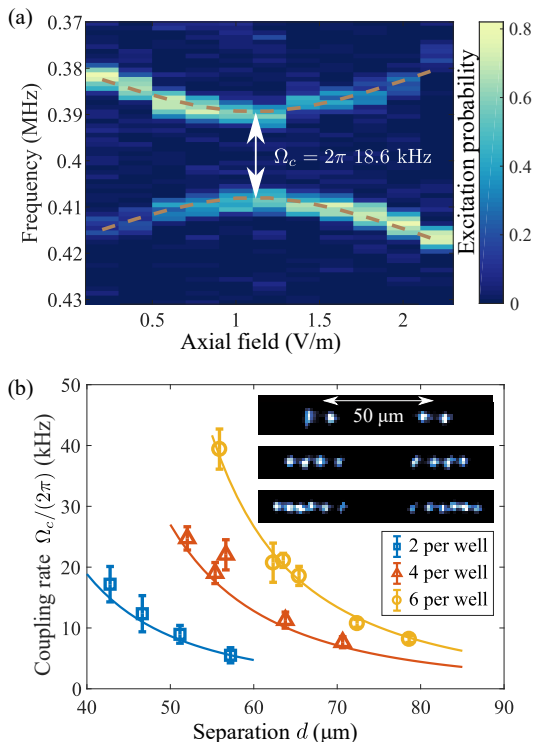 (a)
0.37
0.38
0.39
0.4
0.41
0.42
0.43
Frequency (MHz)
Ω_c = 2π 18.6 kHz
0.5
1
1.5
2
Axial field (V/m)
0.8
0.6
0.4
0.2
0
Excitation probability
(b)
50
40
30
20
10
0
Coupling rate Ω_c/(2π) (kHz)
50 μm
2 per well
4 per well
6 per well
40
50
60
70
80
90
Separation d (μm)